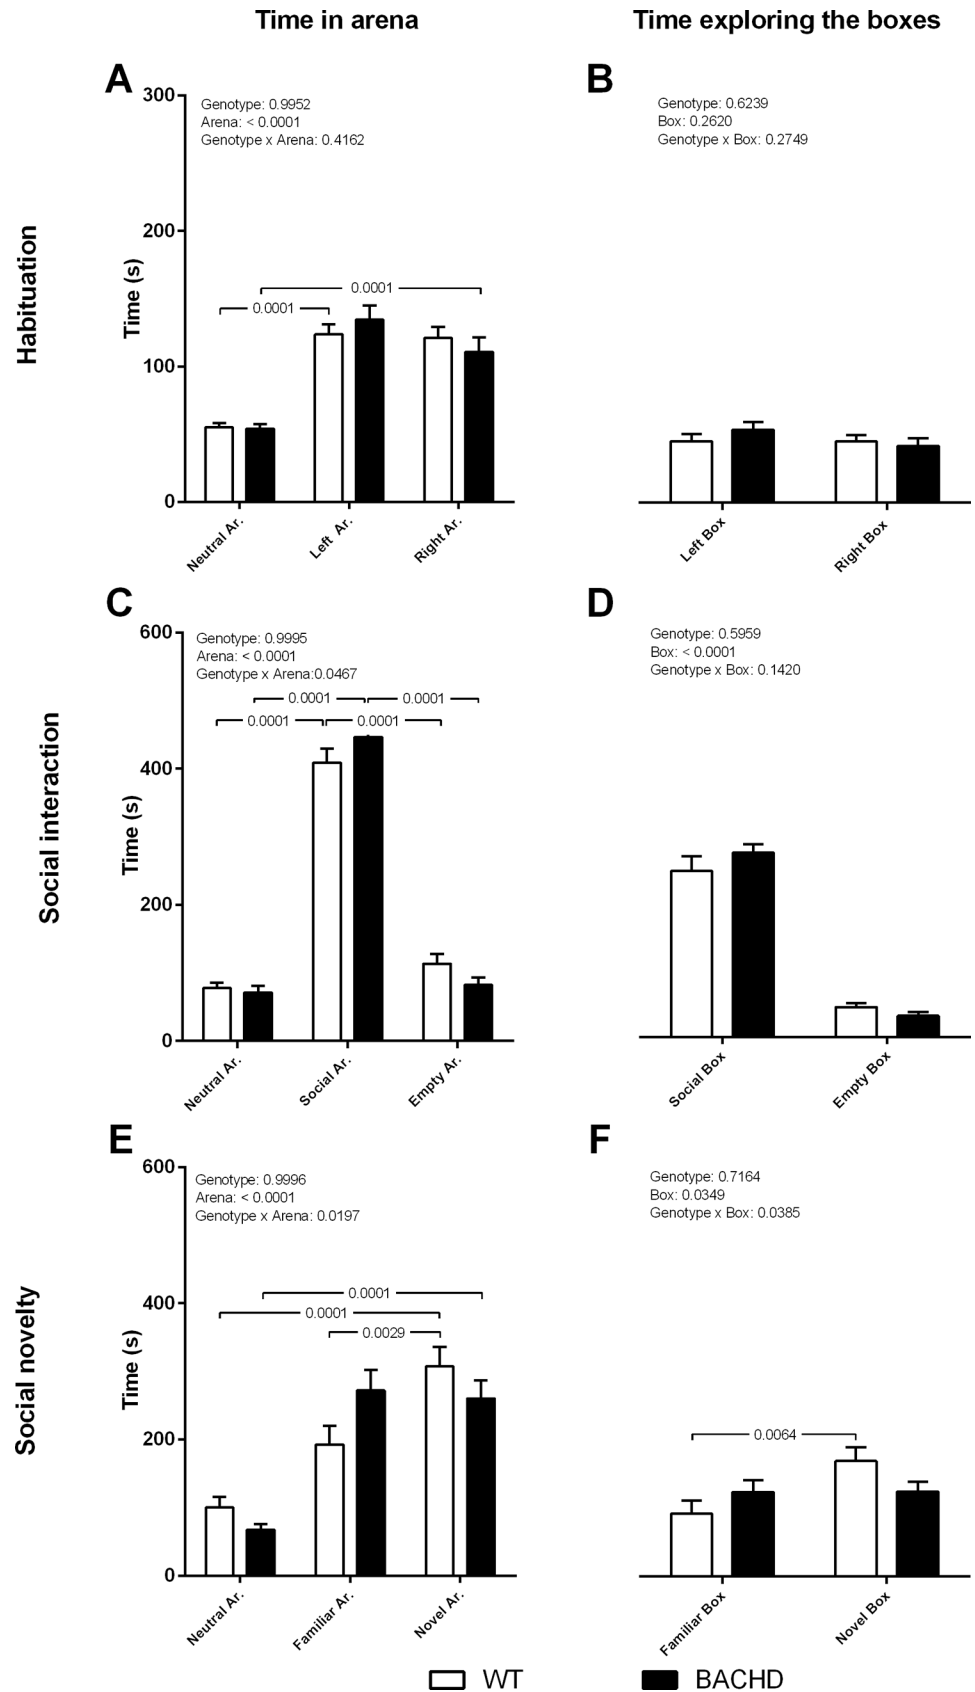 Time in arena
Time exploring the boxes
Habituation
A
Genotype: 0.9952
Arena: < 0.0001
Genotype x Arena: 0.4162
Time (s)
300
200
100
0
0.0001
0.0001
Neutral Ar.
Left Ar.
Right Ar.
B
Genotype: 0.6239
Box: 0.2620
Genotype x Box: 0.2749
Left Box
Right Box
Social interaction
C
Genotype: 0.9995
Arena: < 0.0001
Genotype x Arena:0.0467
Time (s)
600
400
200
0
0.0001
0.0001
0.0001
0.0001
Neutral Ar.
Social Ar.
Empty Ar.
D
Genotype: 0.5959
Box: < 0.0001
Genotype x Box: 0.1420
Social Box
Empty Box
Social novelty
E
Genotype: 0.9996
Arena: < 0.0001
Genotype x Arena: 0.0197
Time (s)
600
400
200
0
0.0001
0.0001
0.0029
Neutral Ar.
Familiar Ar.
Novel Ar.
F
Genotype: 0.7164
Box: 0.0349
Genotype x Box: 0.0385
0.0064
Familiar Box
Novel Box
WT
BACHD